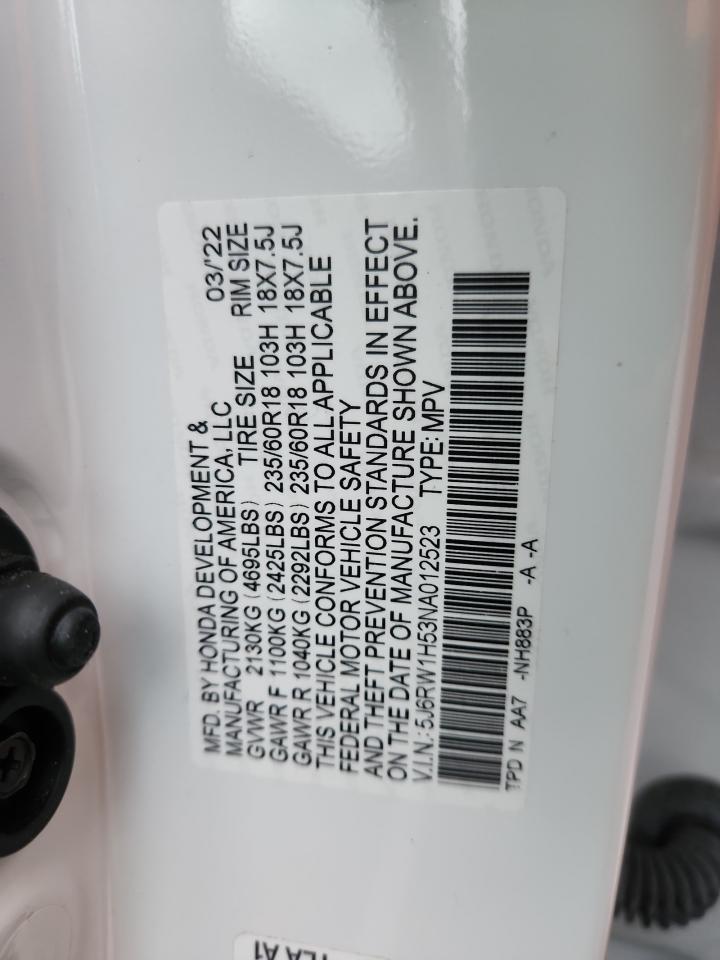 MFD. BY HONDA DEVELOPMENT & 03/'22
MANUFACTURING OF AMERICA, LLC
GVWR 2130KG (4695LBS) TIRE SIZE RIM SIZE
GAWR F 1100KG (2425LBS) 235/60R18 103H 18X7.5J
GAWR R 1040KG (2292LBS) 235/60R18 103H 18X7.5J
THIS VEHICLE CONFORMS TO ALL APPLICABLE
FEDERAL MOTOR VEHICLE SAFETY
AND THEFT PREVENTION STANDARDS IN EFFECT
ON THE DATE OF MANUFACTURE SHOWN ABOVE.
V.I.N.: 5J6RW1H53NA012523 TYPE: MPV
TPD N AA7 -NH883P -A -A